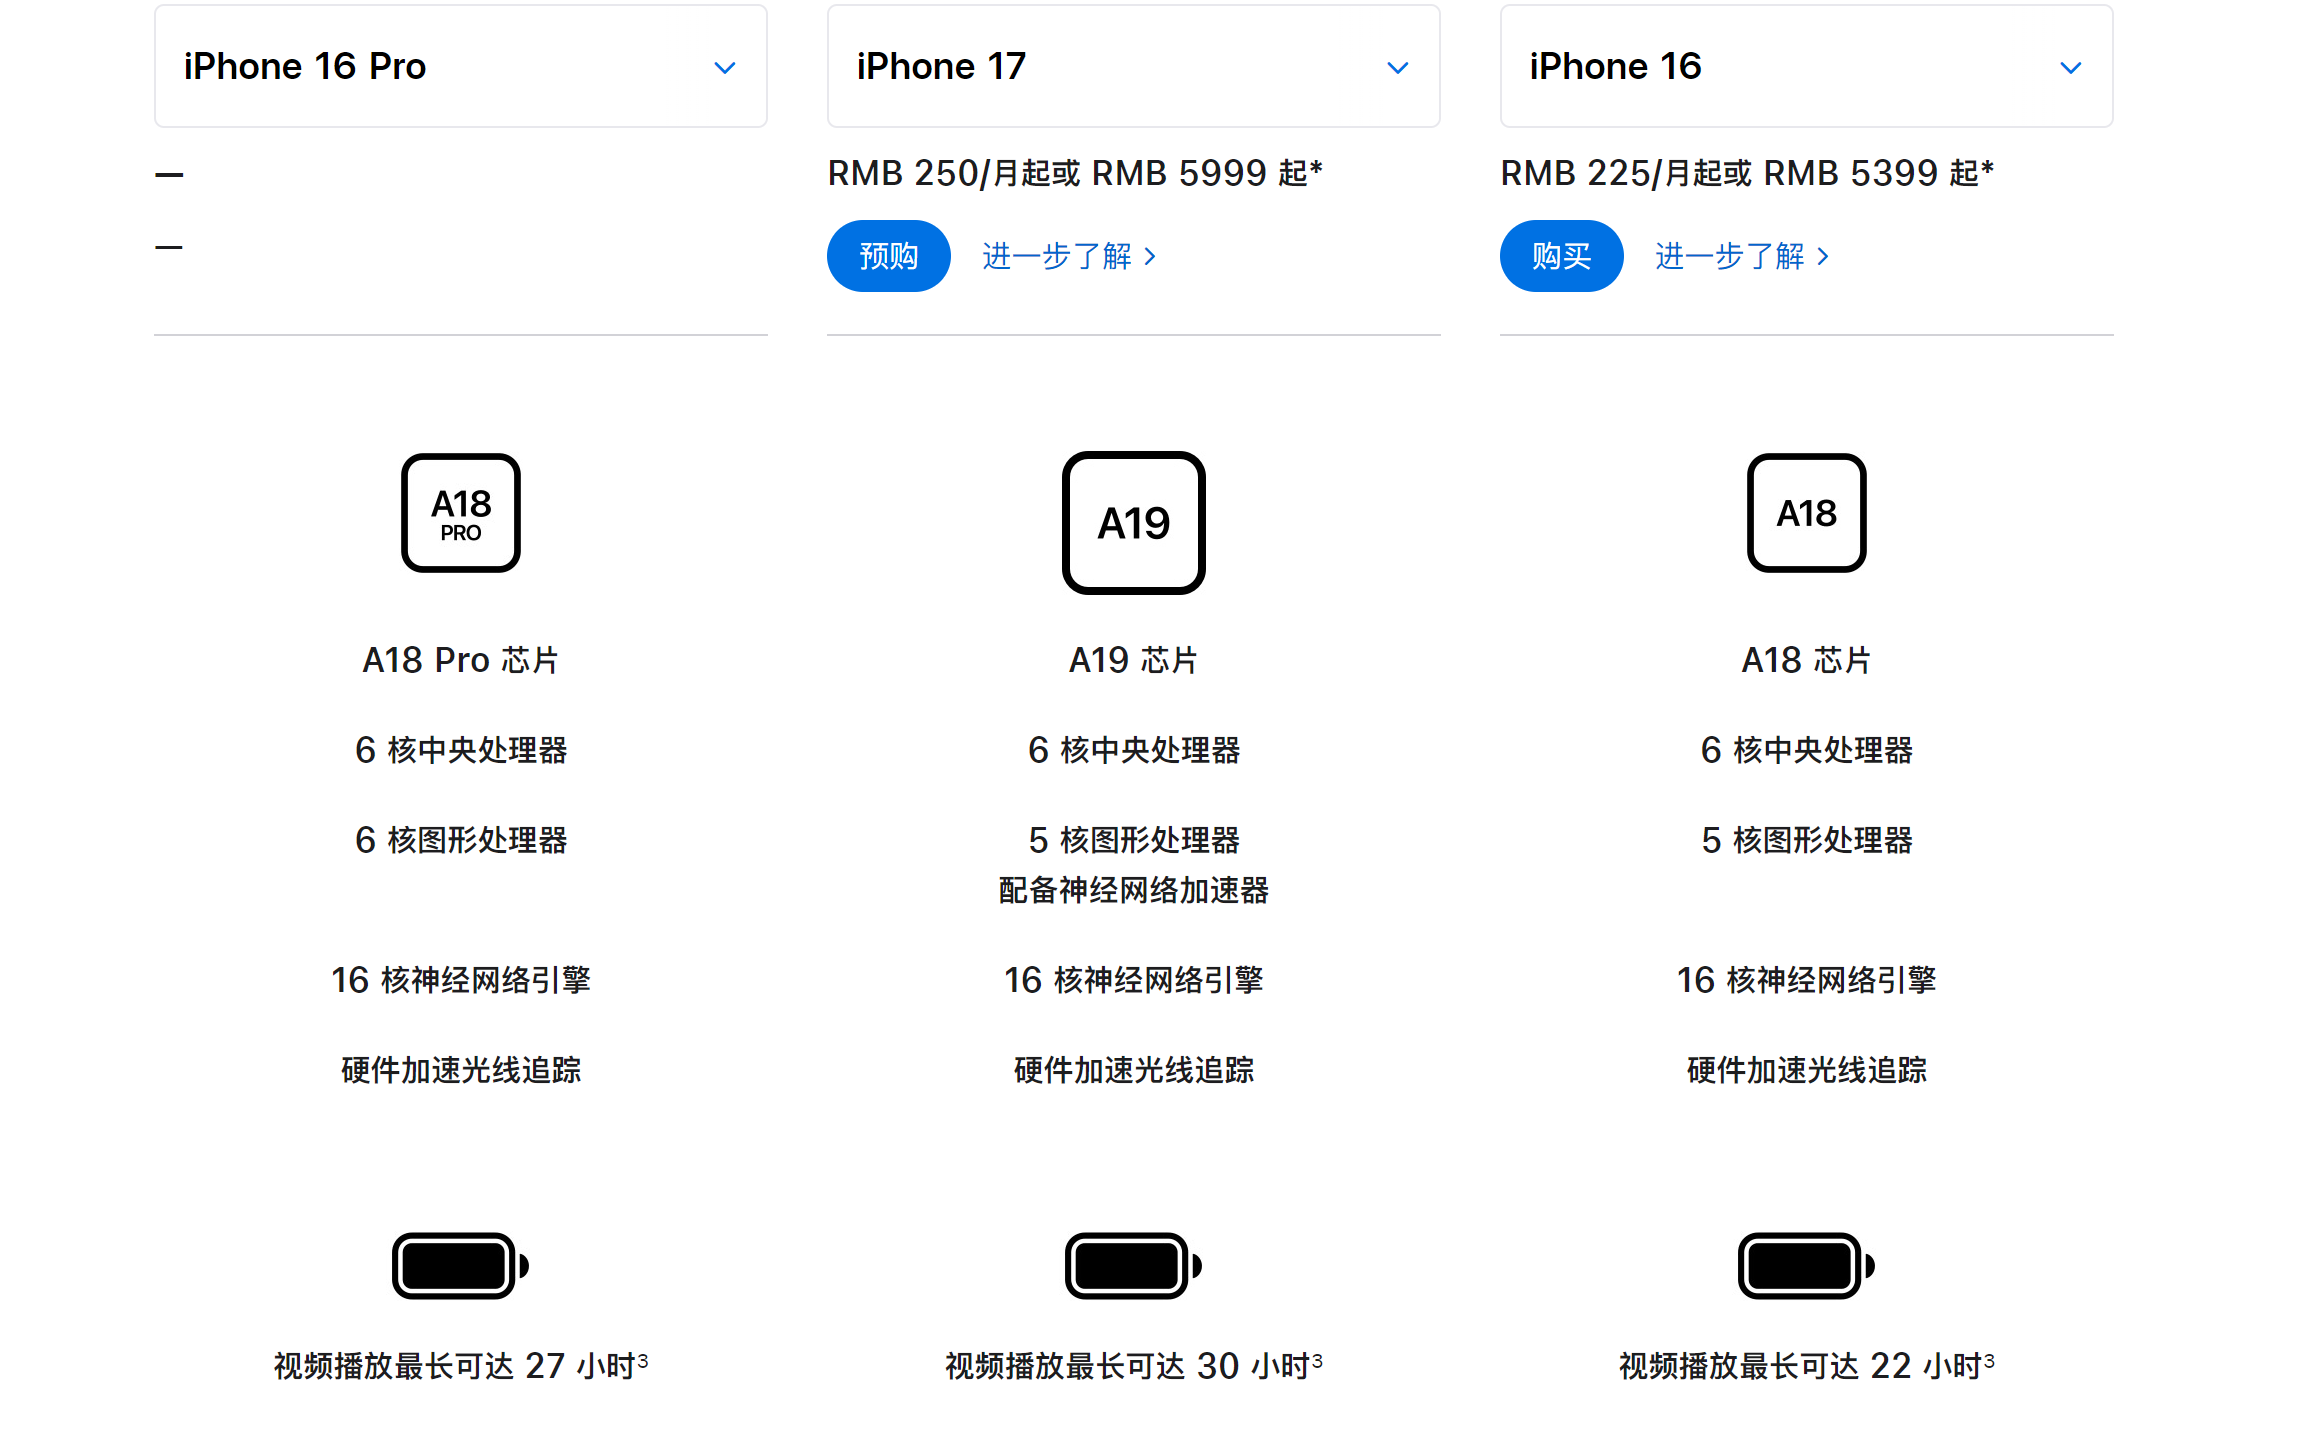 iPhone 16 Pro
—
—
A18
PRO
A18 Pro 芯片
6 核中央处理器
6 核图形处理器
16 核神经网络引擎
硬件加速光线追踪
视频播放最长可达 27 小时3
iPhone 17
RMB 250/月起或 RMB 5999 起*
预购 进一步了解 >
A19
A19 芯片
6 核中央处理器
5 核图形处理器
配备神经网络加速器
16 核神经网络引擎
硬件加速光线追踪
视频播放最长可达 30 小时3
iPhone 16
RMB 225/月起或 RMB 5399 起*
购买 进一步了解 >
A18
A18 芯片
6 核中央处理器
5 核图形处理器
16 核神经网络引擎
硬件加速光线追踪
视频播放最长可达 22 小时3